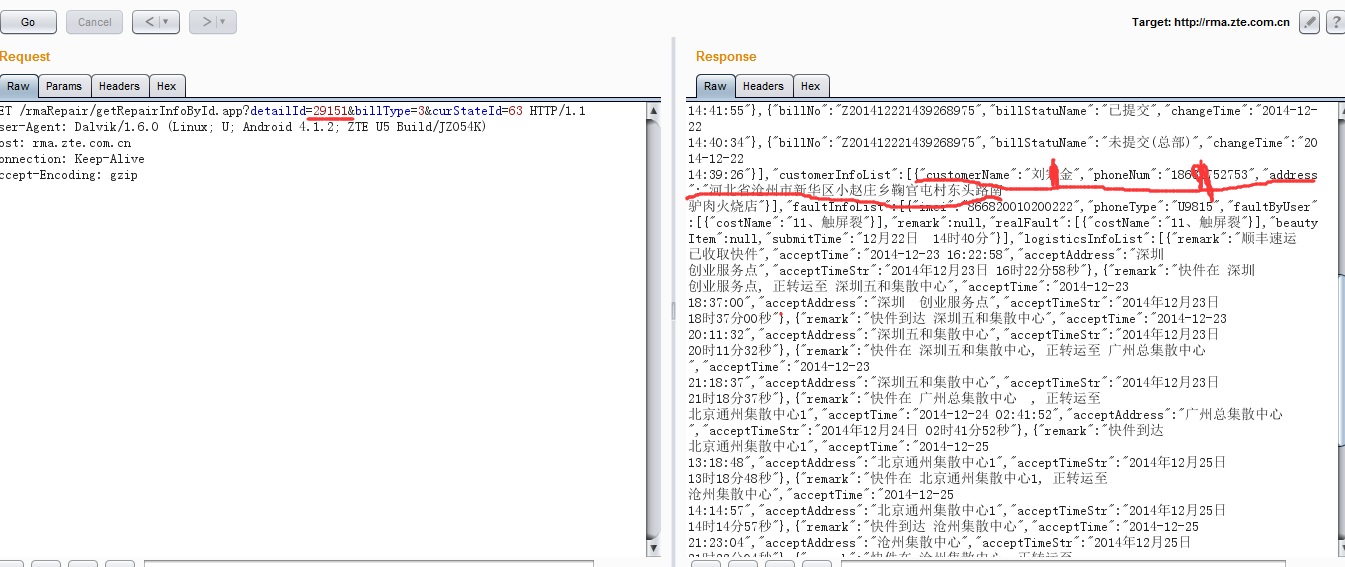 Go
Cancel
<
>
Target: http://rma.zte.com.cn
?
Request
Raw Params Headers Hex
ET /rmaRepair/getRepairInfoById.app?detailId=29151&billType=3&curStateId=63 HTTP/1.1
ser-Agent: Dalvik/1.6.0 (Linux; U; Android 4.1.2; ZTE U5 Build/JZO54K)
ost: rma.zte.com.cn
onnection: Keep-Alive
ccept-Encoding: gzip
Response
Raw Headers Hex
14:41:55"},{"billNo":"Z201412221439268975","billStatuName":"已提交","changeTime":"2014-12-
22
14:40:34"},{"billNo":"Z201412221439268975","billStatuName":"未提交(总部)","changeTime":"20
14-12-22
14:39:26"}],"customerInfoList":[{"customerName":"刘 金","phoneNum":"186 752753","address
":"河北省沧州市新华区小赵庄乡鞠官屯村东头路南
驴肉火烧店"}],"faultInfoList":[{"imei":"866820010200222","phoneType":"U9815","faultByUser"
:[{"costName":"11、触屏裂"}],"remark":null,"realFault":[{"costName":"11、触屏裂"}],"beauty
Item":null,"submitTime":"12月22日 14时40分"}],"logisticsInfoList":[{"remark":"顺丰速运
已收取快件","acceptTime":"2014-12-23 16:22:58","acceptAddress":"深圳
创业服务点","acceptTimeStr":"2014年12月23日 16时22分58秒"},{"remark":"快件在 深圳
创业服务点, 正转运至 深圳五和集散中心","acceptTime":"2014-12-23
18:37:00","acceptAddress":"深圳 创业服务点","acceptTimeStr":"2014年12月23日
18时37分00秒"},{"remark":"快件到达 深圳五和集散中心","acceptTime":"2014-12-23
20:11:32","acceptAddress":"深圳五和集散中心","acceptTimeStr":"2014年12月23日
20时11分32秒"},{"remark":"快件在 深圳五和集散中心, 正转运至 广州总集散中心
","acceptTime":"2014-12-23
21:18:37","acceptAddress":"深圳五和集散中心","acceptTimeStr":"2014年12月23日
21时18分37秒"},{"remark":"快件在 广州总集散中心 , 正转运至
北京通州集散中心1","acceptTime":"2014-12-24 02:41:52","acceptAddress":"广州总集散中心
","acceptTimeStr":"2014年12月24日 02时41分52秒"},{"remark":"快件到达
北京通州集散中心1","acceptTime":"2014-12-25
13:18:48","acceptAddress":"北京通州集散中心1","acceptTimeStr":"2014年12月25日
13时18分48秒"},{"remark":"快件在 北京通州集散中心1, 正转运至
沧州集散中心","acceptTime":"2014-12-25
14:14:57","acceptAddress":"北京通州集散中心1","acceptTimeStr":"2014年12月25日
14时14分57秒"},{"remark":"快件到达 沧州集散中心","acceptTime":"2014-12-25
21:23:04","acceptAddress":"沧州集散中心","acceptTimeStr":"2014年12月25日